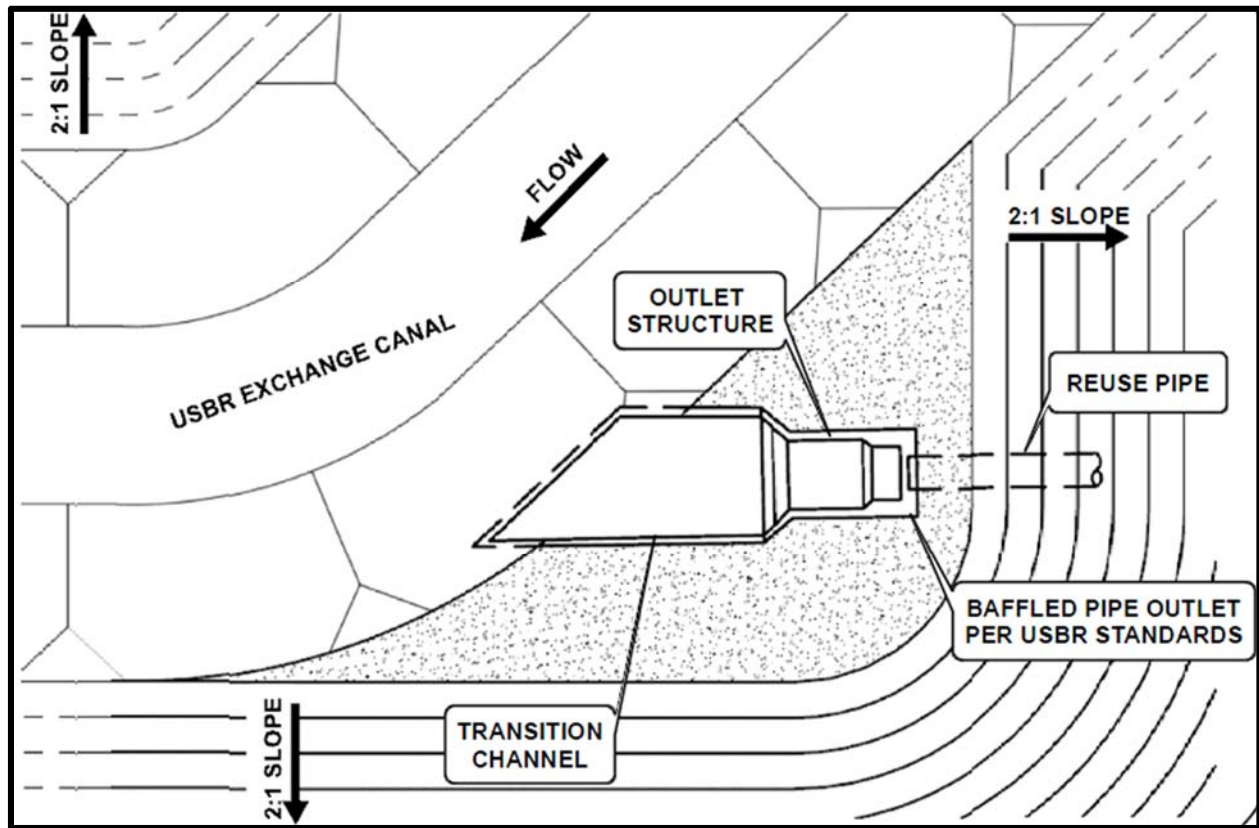 2:1 SLOPE
FLOW
2:1 SLOPE
OUTLET
STRUCTURE
REUSE PIPE
USBR EXCHANGE CANAL
BAFFLED PIPE OUTLET
PER USBR STANDARDS
TRANSITION
CHANNEL
2:1 SLOPE